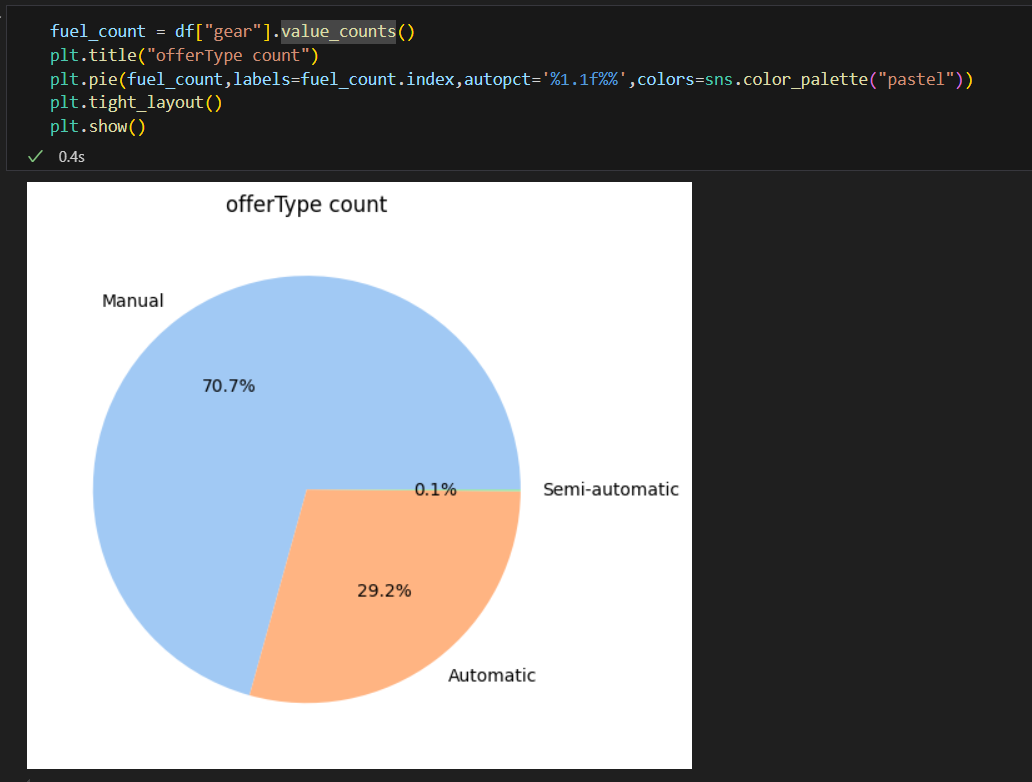 fuel_count = df["gear"].value_counts()
plt.title("offerType count")
plt.pie(fuel_count,labels=fuel_count.index,autopct='%1.1f%%',colors=sns.color_palette("pastel"))
plt.tight_layout()
plt.show()
0.4s
offerType count
Manual
70.7%
0.1%
Semi-automatic
29.2%
Automatic